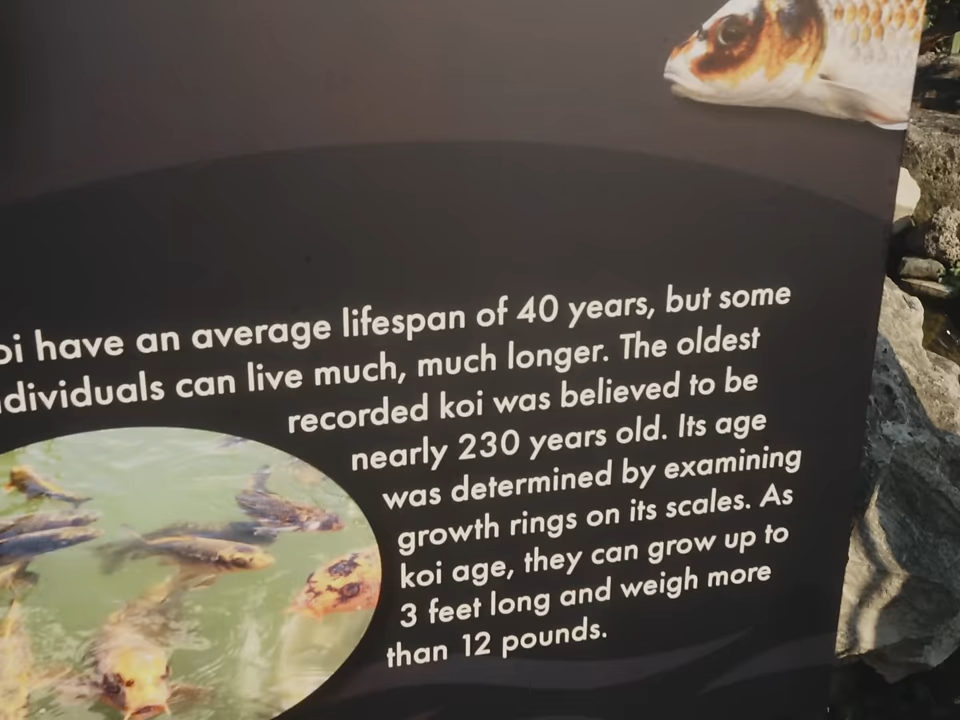 oi have an average lifespan of 40 years, but some
dividuals can live much, much longer. The oldest
recorded koi was believed to be
nearly 230 years old. Its age
was determined by examining
growth rings on its scales. As
koi age, they can grow up to
3 feet long and weigh more
than 12 pounds.